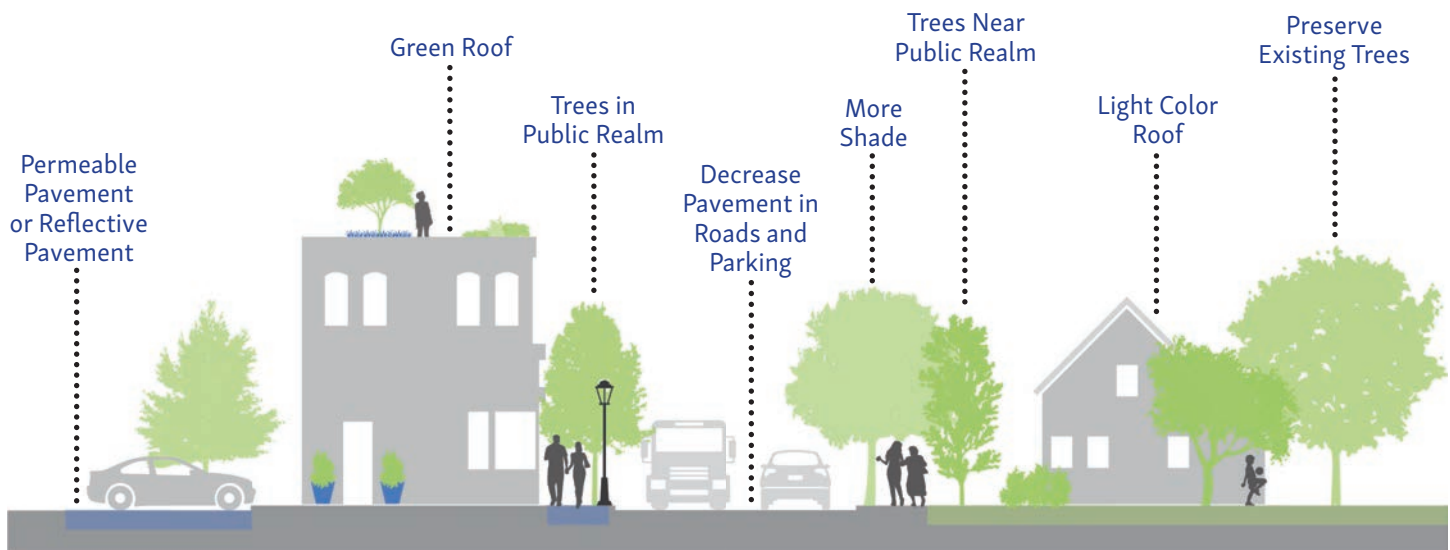 Permeable
Pavement
or Reflective
Pavement
Green Roof
Trees in
Public Realm
Decrease
Pavement in
Roads and
Parking
More
Shade
Trees Near
Public Realm
Light Color
Roof
Preserve
Existing Trees